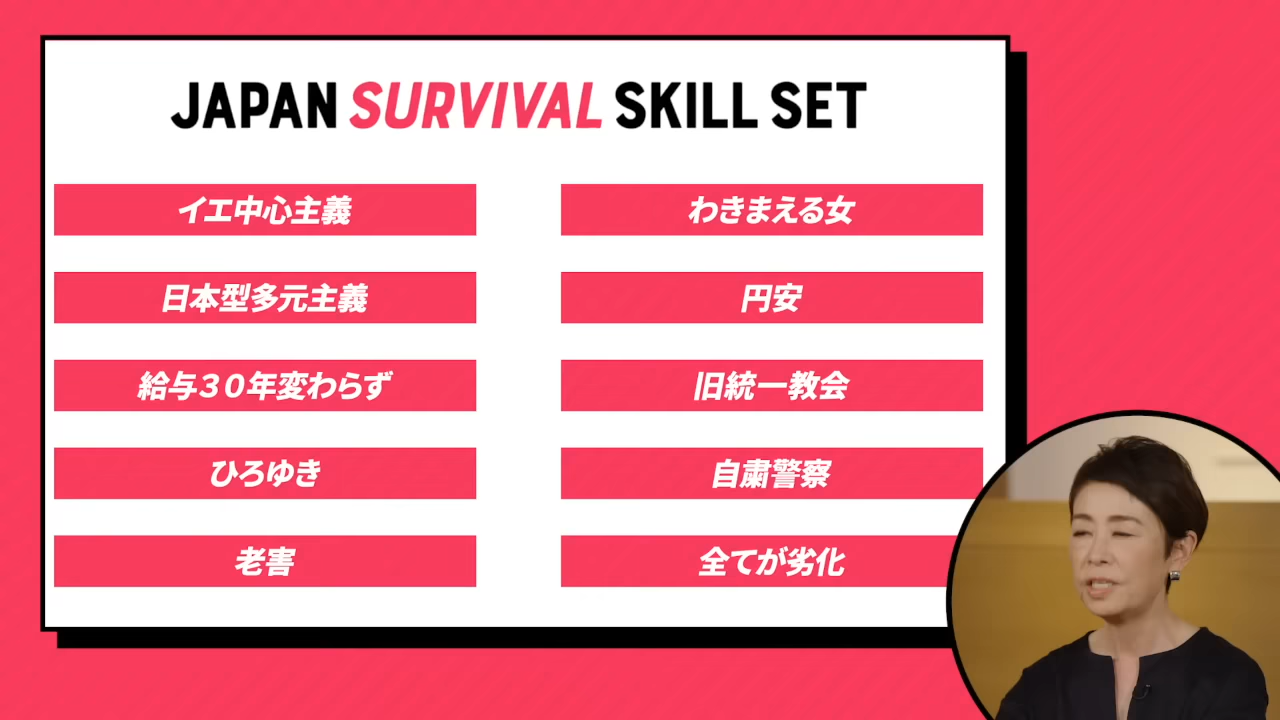 JAPAN SURVIVAL SKILL SET
イエ中心主義
わきまえる女
日本型多元主義
円安
給与30年変わらず
旧統一教会
ひろゆき
自粛警察
老害
全てが劣化